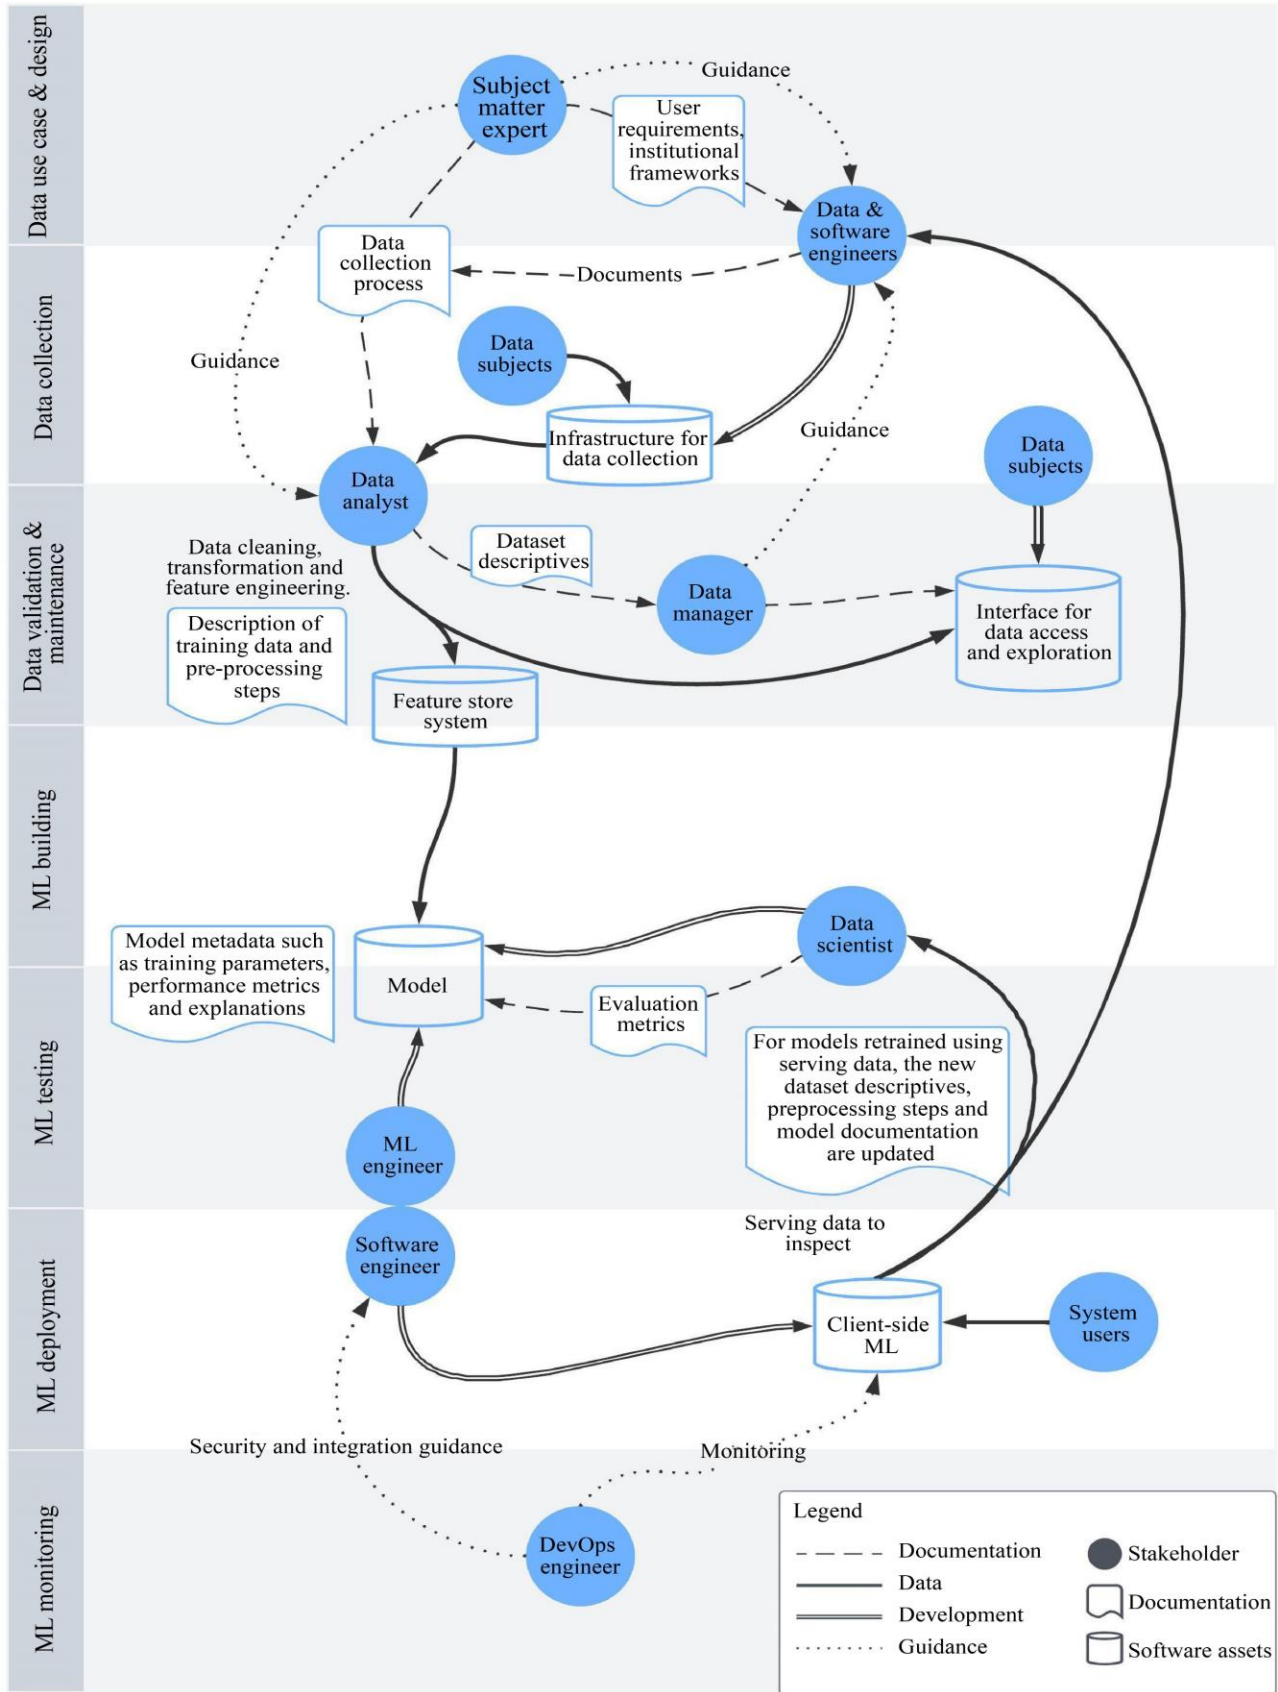 Data use case & design
Subject
matter
expert
Guidance
User
requirements,
institutional
frameworks
Data &
software
engineers
Data collection
Data
collection
process
Documents
Data
subjects
Guidance
Infrastructure for
data collection
Guidance
Data
subjects
Data
analyst
Data validation &
maintenance
Data cleaning,
transformation and
feature engineering.
Dataset
descriptives
Data
manager
Interface for
data access
and exploration
Description of
training data and
pre-processing
steps
Feature store
system
ML building
Data
scientist
Model metadata such
as training parameters,
performance metrics
and explanations
Model
ML testing
Evaluation
metrics
For models retrained using
serving data, the new
dataset descriptives,
preprocessing steps and
model documentation
are updated
ML
engineer
ML deployment
Software
engineer
Serving data to
inspect
Client-side
ML
System
users
Security and integration guidance
Monitoring
ML monitoring
DevOps
engineer
Legend
Documentation
Data
Development
Guidance
Stakeholder
Documentation
Software assets